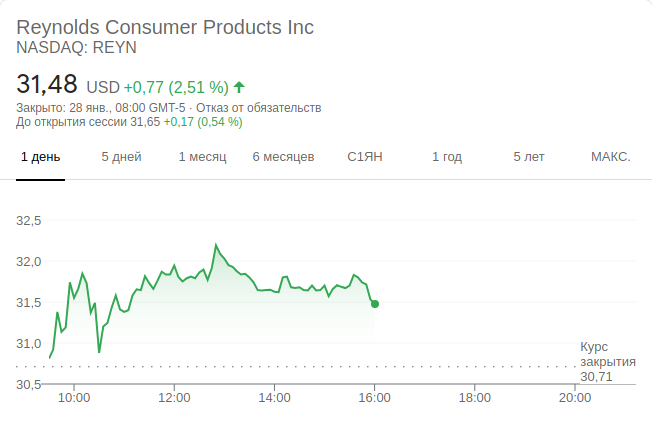 Reynolds Consumer Products Inc
NASDAQ: REYN
31,48 USD +0,77 (2,51 %)
Закрыто: 28 янв., 08:00 GMT-5 · Отказ от обязательств
До открытия сессии 31,65 +0,17 (0,54 %)
1 день 5 дней 1 месяц 6 месяцев С1ЯН 1 год 5 лет МАКС.
32,5
32,0
31,5
31,0
Курс
закрытия
30,71
30,5
10:00 12:00 14:00 16:00 18:00 20:00